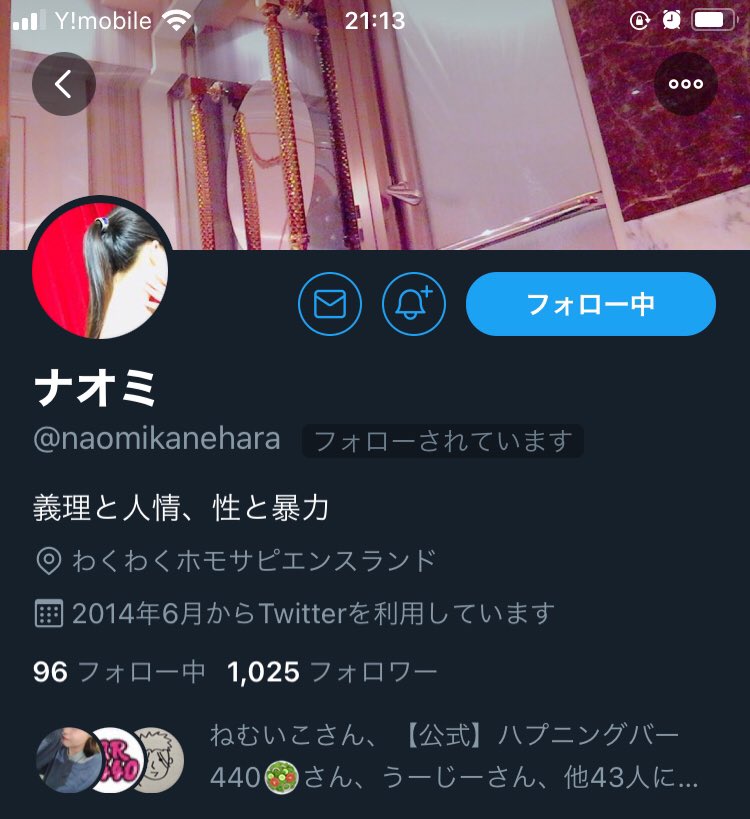 Y!mobile 21:13
ナオミ
フォロー中
@naomikanehara フォローされています
義理と人情、性と暴力
わくわくホモサピエンスランド
2014年6月からTwitterを利用しています
96 フォロー中 1,025 フォロワー
ねむいこさん、【公式】ハプニングバー
440🥗さん、うーじーさん、他43人に...